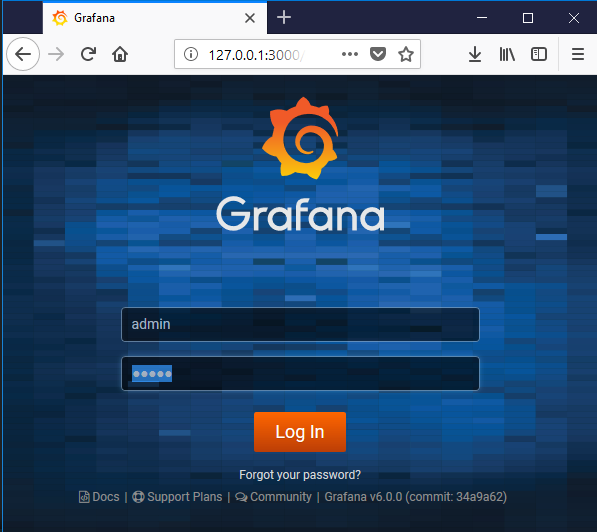 Grafana
127.0.0.1:3000/
Grafana
admin
•••••
Log In
Forgot your password?
Docs | Support Plans | Community | Grafana v6.0.0 (commit: 34a9a62)